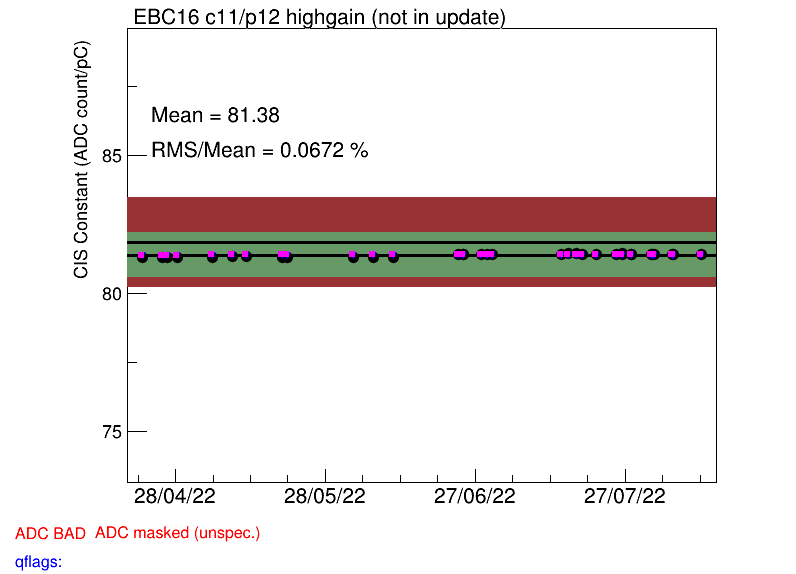 EBC16 c11/p12 highgain (not in update)
CIS Constant (ADC count/pC)
Mean = 81.38
RMS/Mean = 0.0672 %
85
80
75
28/04/22 28/05/22 27/06/22 27/07/22
ADC BAD ADC masked (unspec.)
qflags: